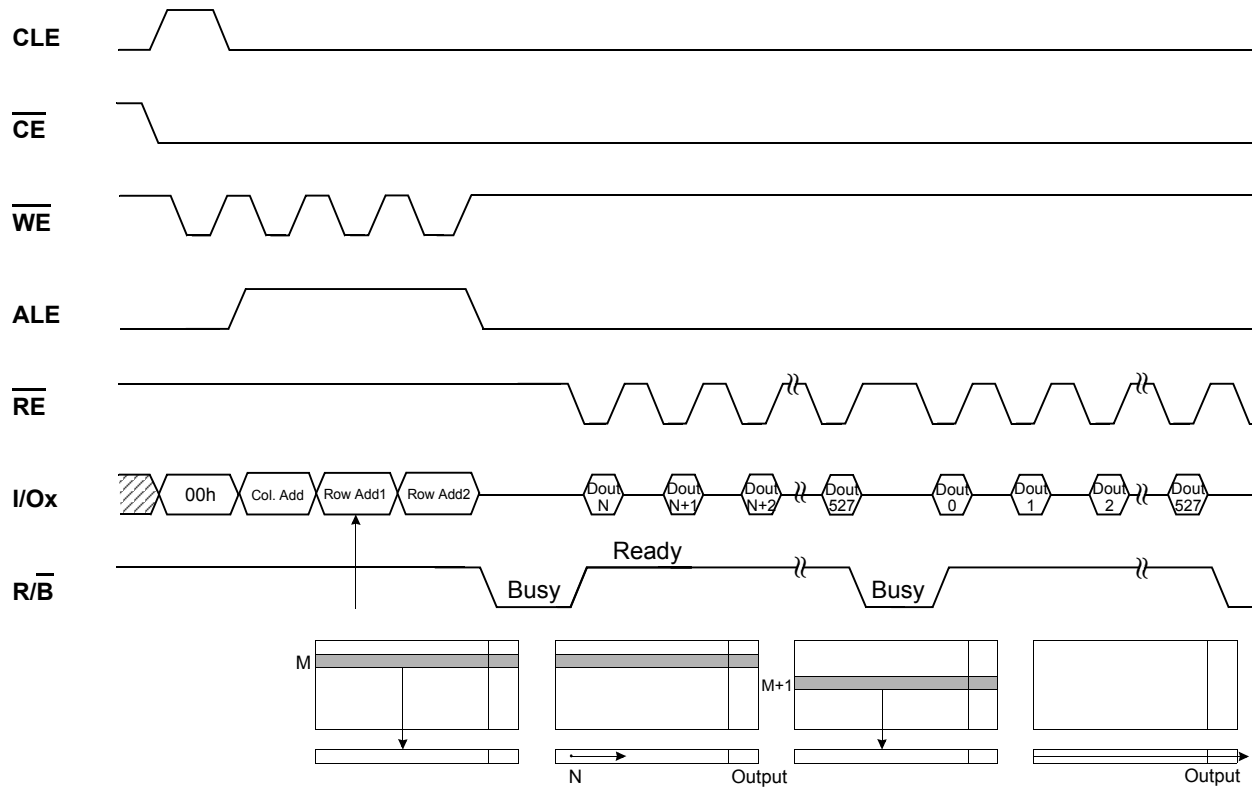 CLE
CE
WE
ALE
RE
I/Ox
00h
Col. Add
Row Add1
Row Add2
Dout
N
Dout
N+1
Dout
N+2
Dout
527
Dout
0
Dout
1
Dout
2
Dout
527
R/B
Busy
Ready
Busy
M
M+1
N
Output
Output